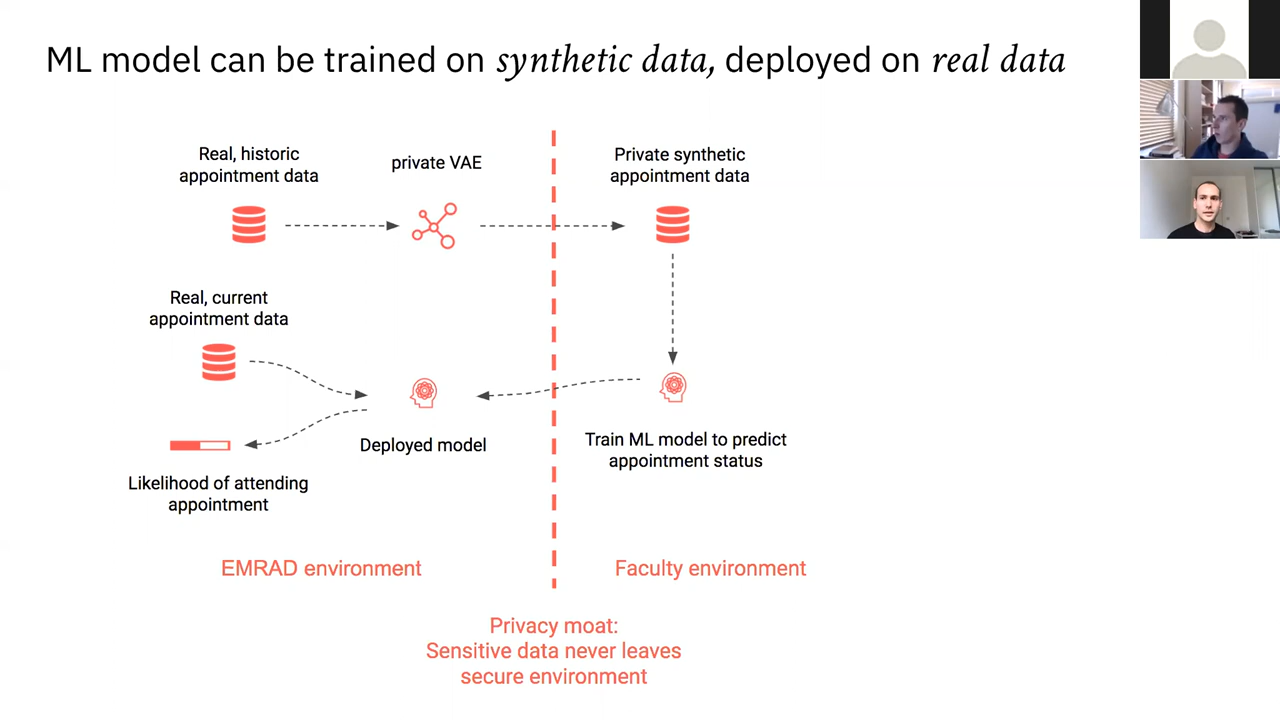 ML model can be trained on synthetic data, deployed on real data
Real, historic
appointment data
private VAE
Private synthetic
appointment data
Real, current
appointment data
Deployed model
Train ML model to predict
appointment status
Likelihood of attending
appointment
EMRAD environment
Faculty environment
Privacy moat:
Sensitive data never leaves
secure environment